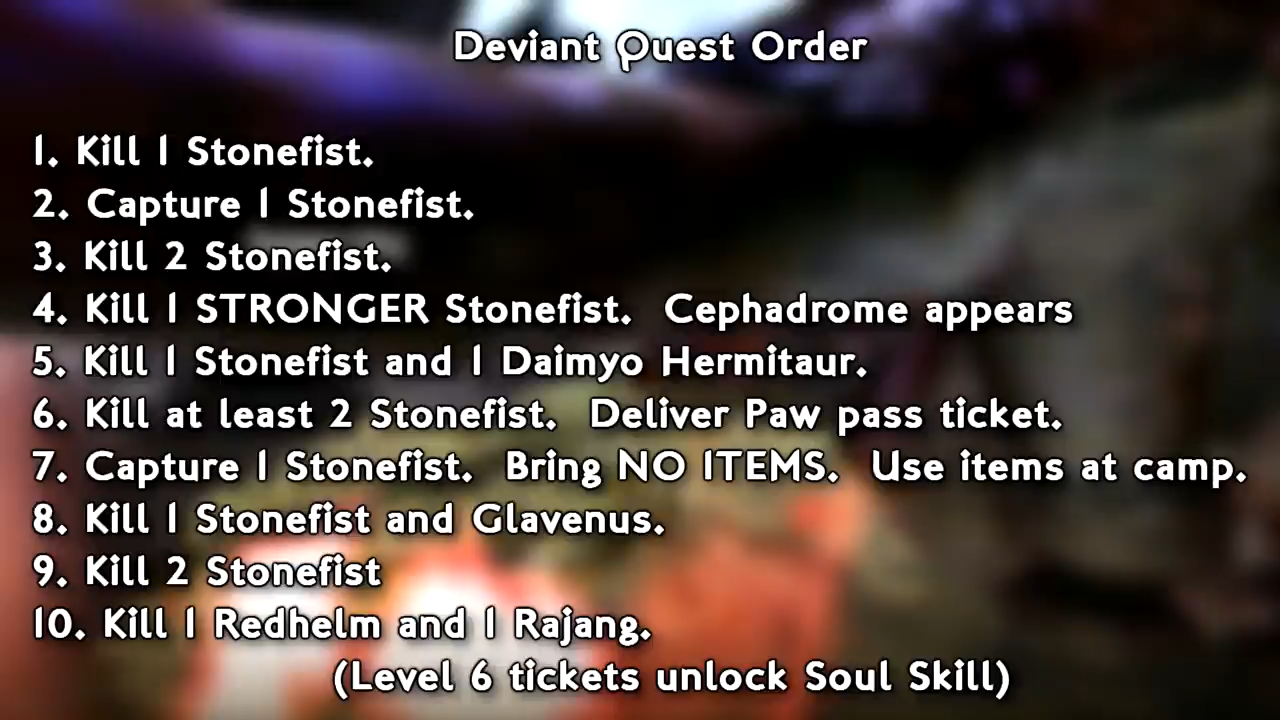 Deviant Quest Order
1. Kill 1 Stonefist.
2. Capture 1 Stonefist.
3. Kill 2 Stonefist.
4. Kill 1 STRONGER Stonefist.  Cephadrome appears
5. Kill 1 Stonefist and 1 Daimyo Hermitaur.
6. Kill at least 2 Stonefist.  Deliver Paw pass ticket.
7. Capture 1 Stonefist.  Bring NO ITEMS.  Use items at camp.
8. Kill 1 Stonefist and Glavenus.
9. Kill 2 Stonefist
10. Kill 1 Redhelm and 1 Rajang.
(Level 6 tickets unlock Soul Skill)